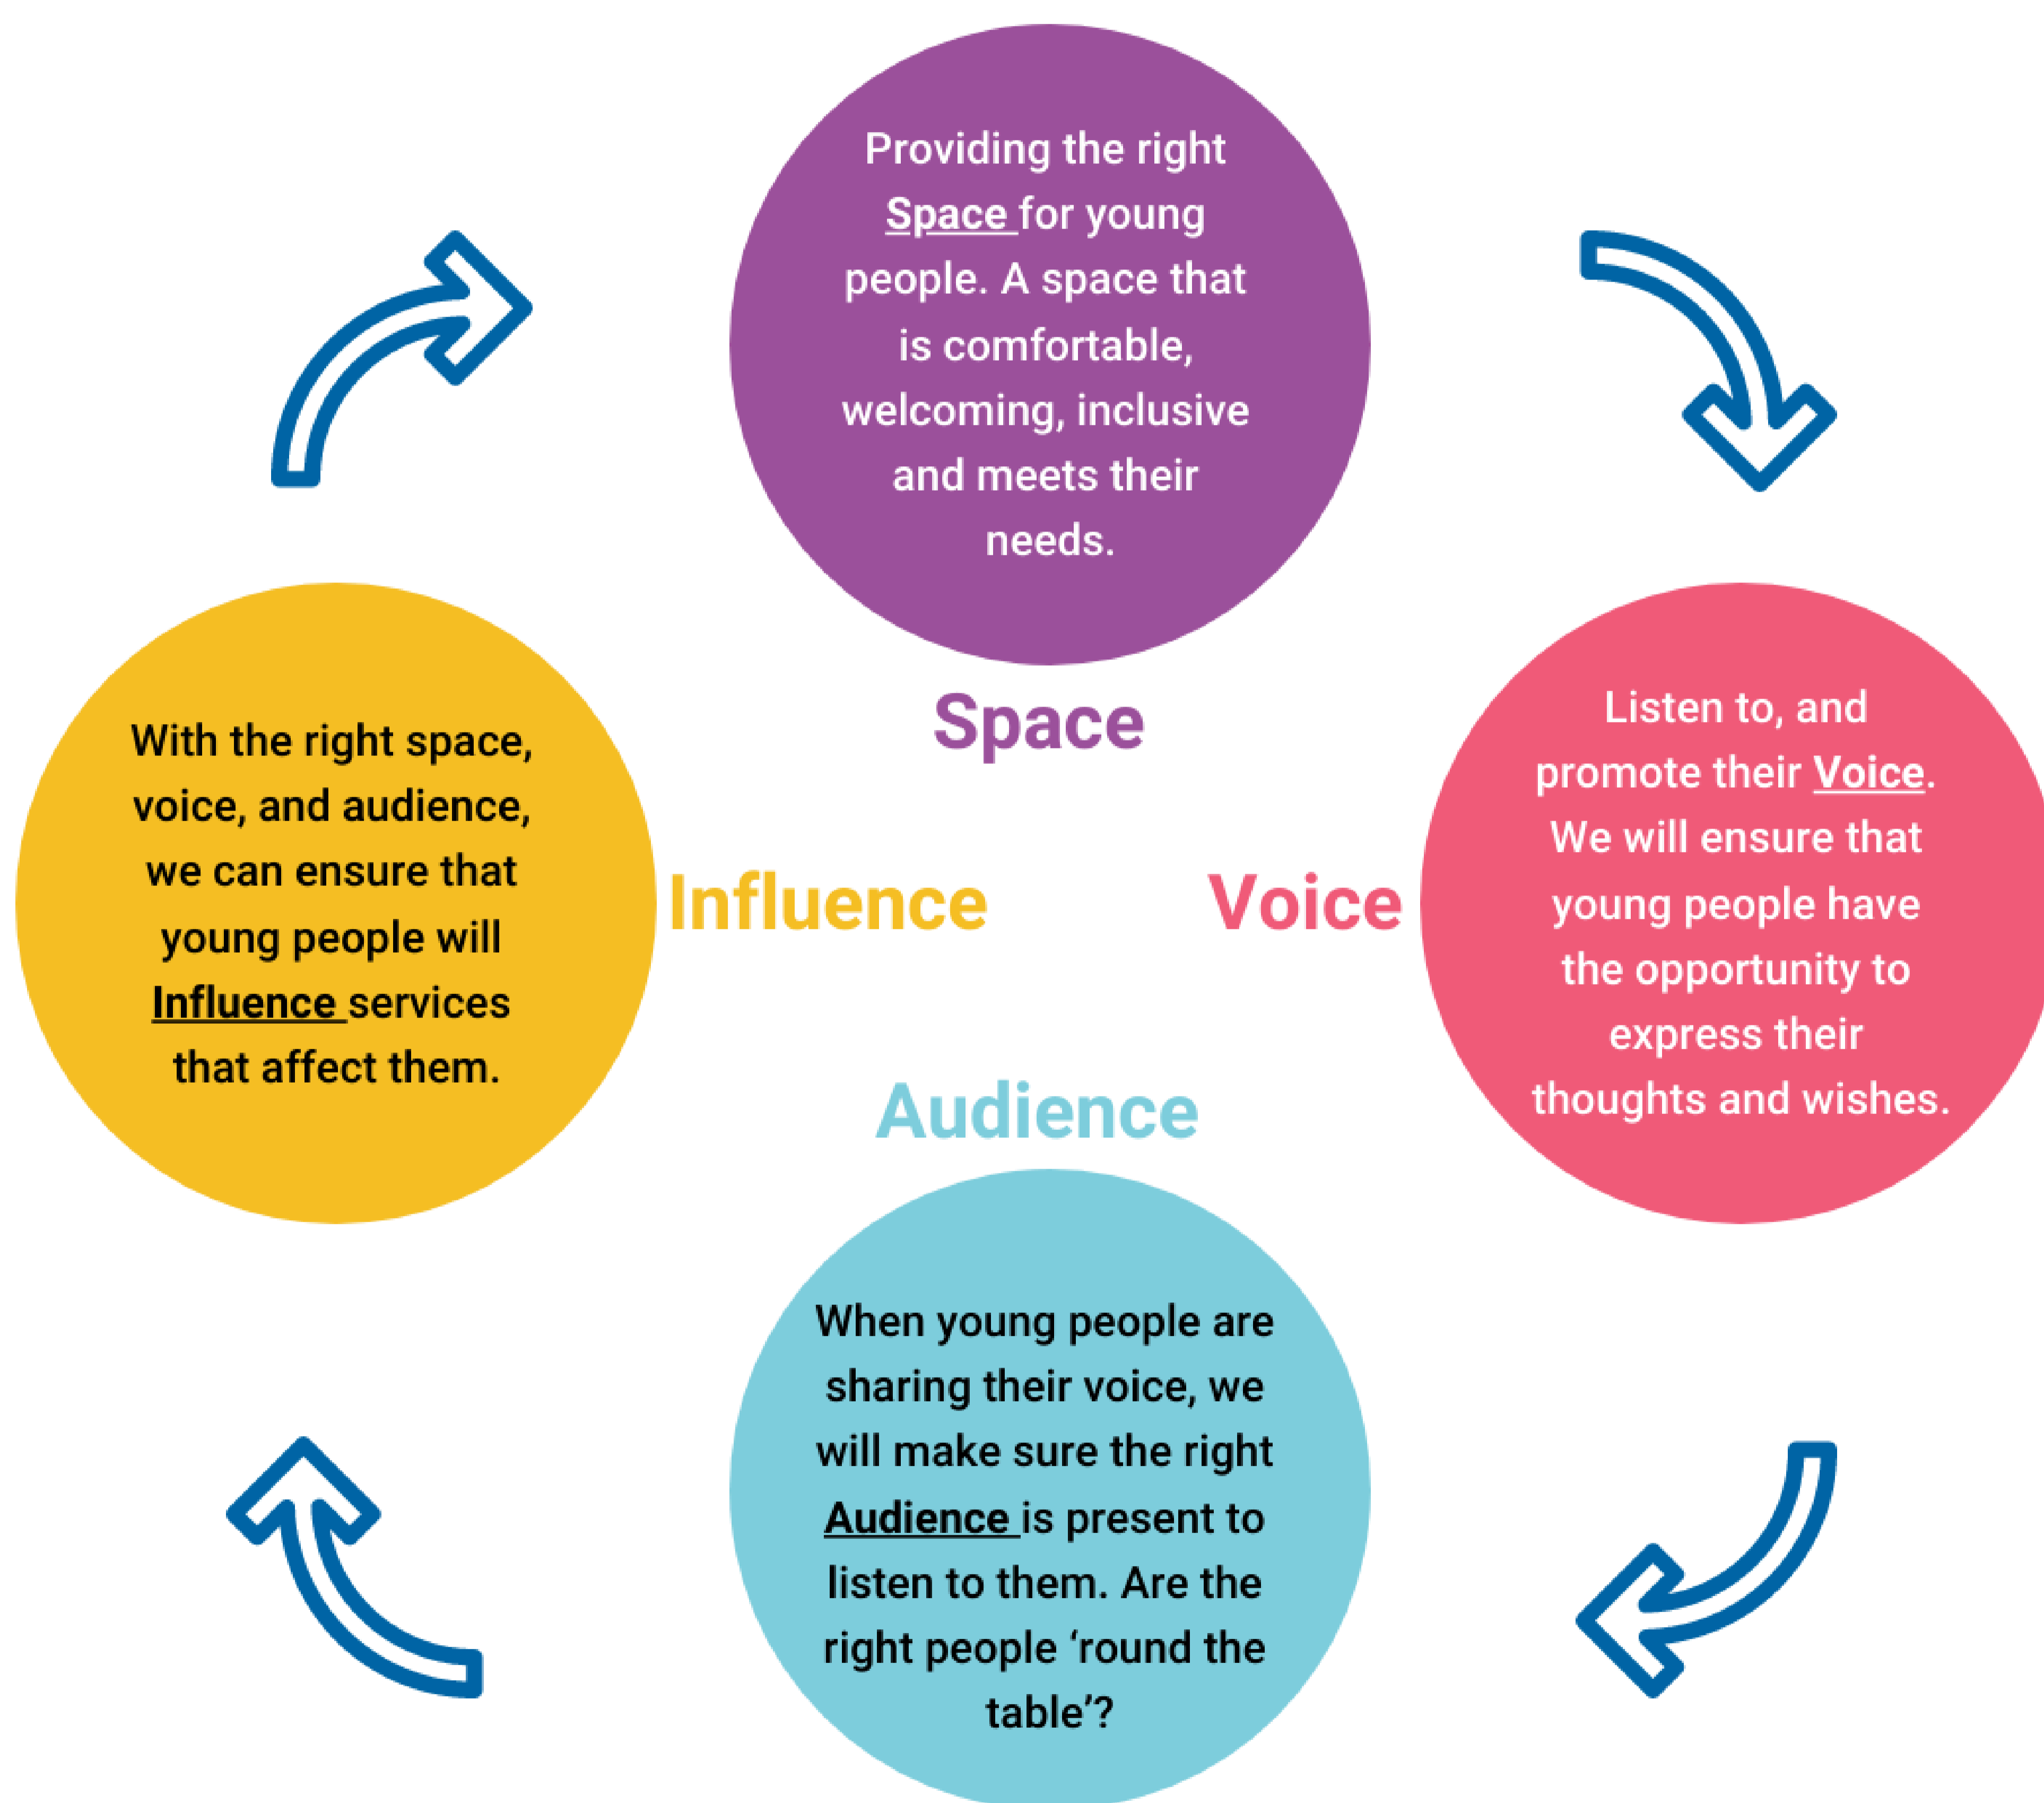 Providing the right
Space for young
people. A space that
is comfortable,
welcoming, inclusive
and meets their
needs.
Space
Listen to, and
promote their Voice.
We will ensure that
young people have
the opportunity to
express their
thoughts and wishes.
Voice
Audience
When young people are
sharing their voice, we
will make sure the right
Audience is present to
listen to them. Are the
right people ‘round the
table’?
With the right space,
voice, and audience,
we can ensure that
young people will
Influence services
that affect them.
Influence